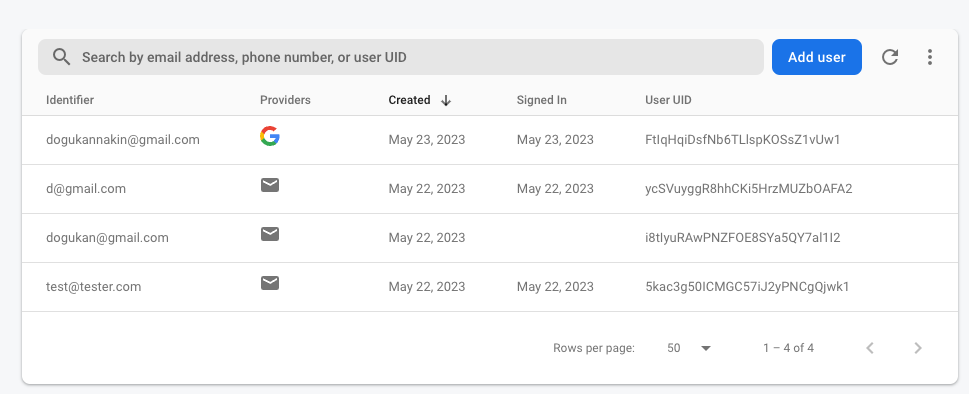 Search by email address, phone number, or user UID Add user
Identifier Providers Created Signed In User UID
dogukannakin@gmail.com May 23, 2023 May 23, 2023 FtIqHqiDsfNb6TLlspKOSsZ1vUw1
d@gmail.com May 22, 2023 May 22, 2023 ycSVuyggR8hhCKi5HrzMUZbOAFA2
dogukan@gmail.com May 22, 2023 i8tIyuRAwPNZFOE8SYa5QY7al1I2
test@tester.com May 22, 2023 May 22, 2023 5kac3g50ICMGC57iJ2yPNCgQjwk1
Rows per page: 50 1 – 4 of 4